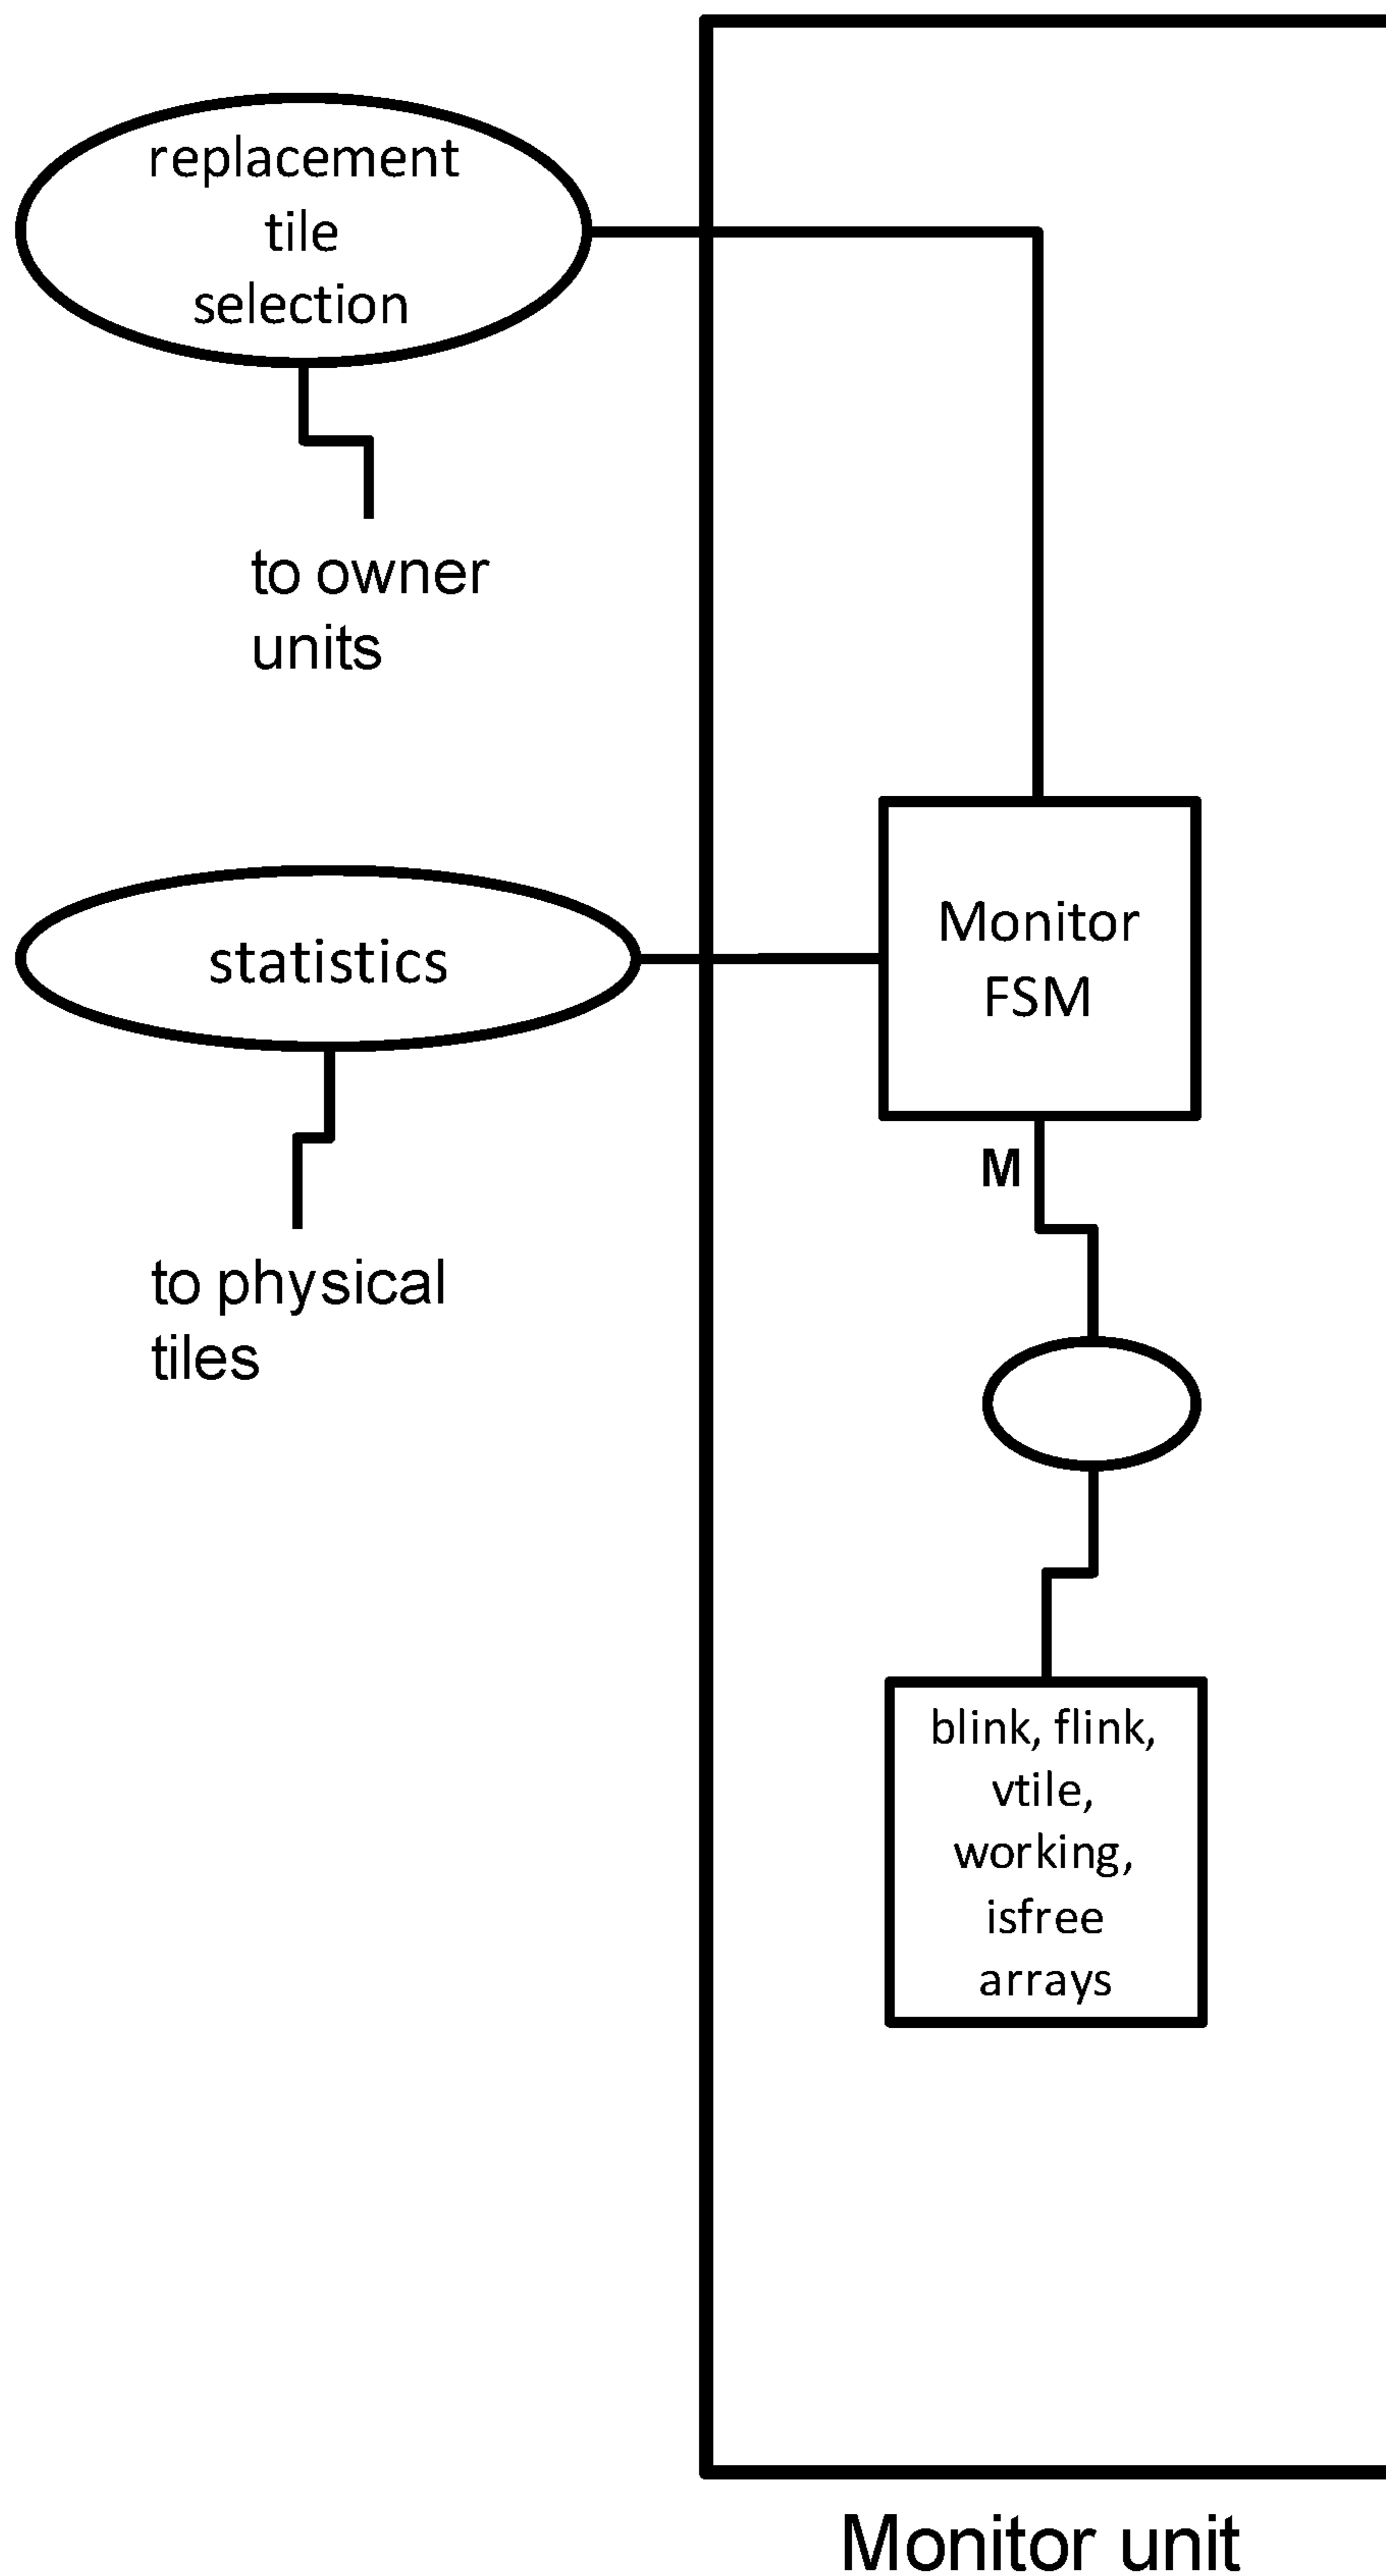 replacement
tile
selection
to owner
units
Monitor
FSM
statistics
M
to physical
tiles
blink, flink,
vtile,
working,
isfree
arrays
Monitor unit